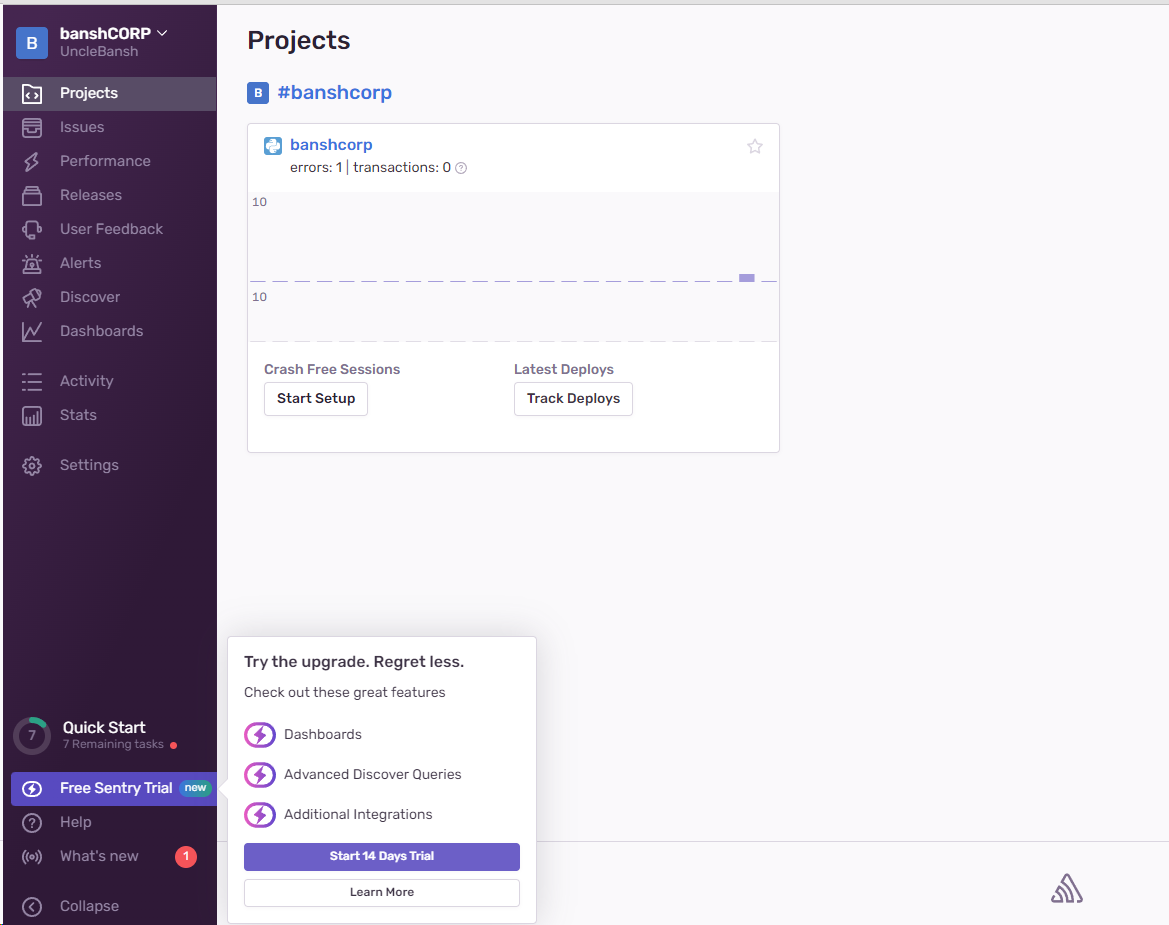 B
banshCORP
UncleBansh
Projects
Issues
Performance
Releases
User Feedback
Alerts
Discover
Dashboards
Activity
Stats
Settings
7
Quick Start
7 Remaining tasks
Free Sentry Trial new
Help
What's new 1
Collapse
Projects
B #banshcorp
banshcorp
errors: 1 | transactions: 0 ?
10
10
Crash Free Sessions
Start Setup
Latest Deploys
Track Deploys
Try the upgrade. Regret less.
Check out these great features
Dashboards
Advanced Discover Queries
Additional Integrations
Start 14 Days Trial
Learn More